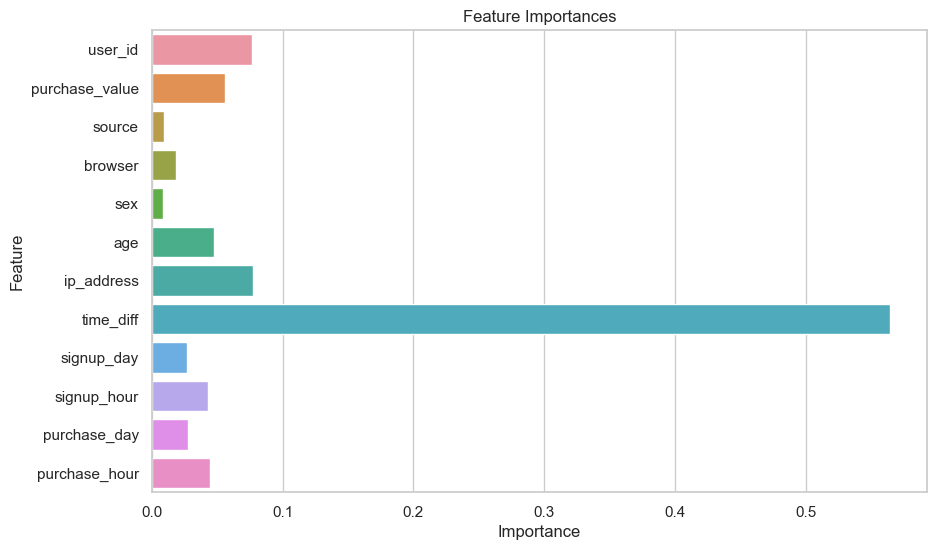 Feature Importances
Feature
user_id
purchase_value
source
browser
sex
age
ip_address
time_diff
signup_day
signup_hour
purchase_day
purchase_hour
0.0 0.1 0.2 0.3 0.4 0.5
Importance